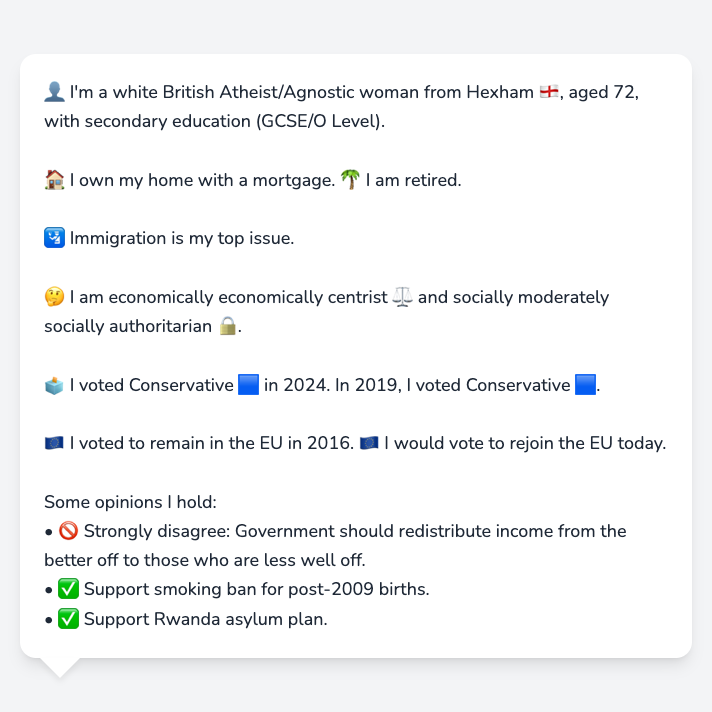 👤 I'm a white British Atheist/Agnostic woman from Hexham 🏴󠁧󠁢󠁥󠁮󠁧󠁿, aged 72,
with secondary education (GCSE/O Level).
🏠 I own my home with a mortgage. 🌴 I am retired.
🛂 Immigration is my top issue.
🤔 I am economically economically centrist ⚖️ and socially moderately
socially authoritarian 🔒.
🗳️ I voted Conservative 🟦 in 2024. In 2019, I voted Conservative 🟦.
🇪🇺 I voted to remain in the EU in 2016. 🇪🇺 I would vote to rejoin the EU today.
Some opinions I hold:
• 🚫 Strongly disagree: Government should redistribute income from the
better off to those who are less well off.
• ✅ Support smoking ban for post-2009 births.
• ✅ Support Rwanda asylum plan.